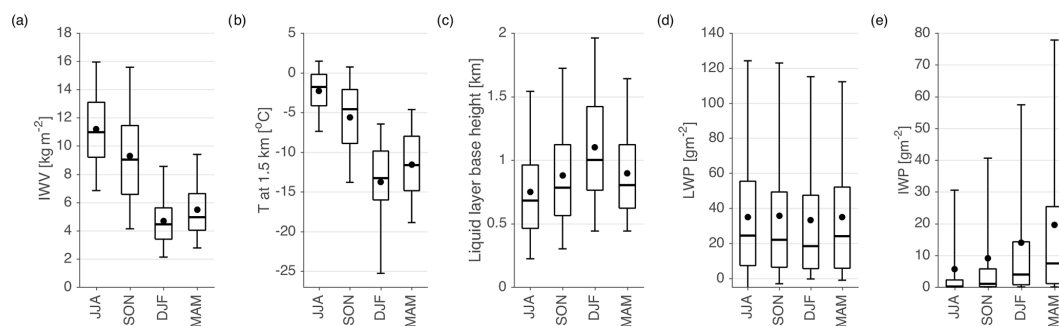 (a)
IWV [kg m-2]
18
16
14
12
10
8
6
4
2
0
JJA
SON
DJF
MAM
(b)
T at 1.5 km [oC]
5
0
-5
-10
-15
-20
-25
JJA
SON
DJF
MAM
(c)
Liquid layer base height [km]
2
1.5
1
0.5
0
JJA
SON
DJF
MAM
(d)
LWP [gm-2]
140
120
100
80
60
40
20
0
JJA
SON
DJF
MAM
(e)
IWP [gm-2]
80
70
60
50
40
30
20
10
0
JJA
SON
DJF
MAM